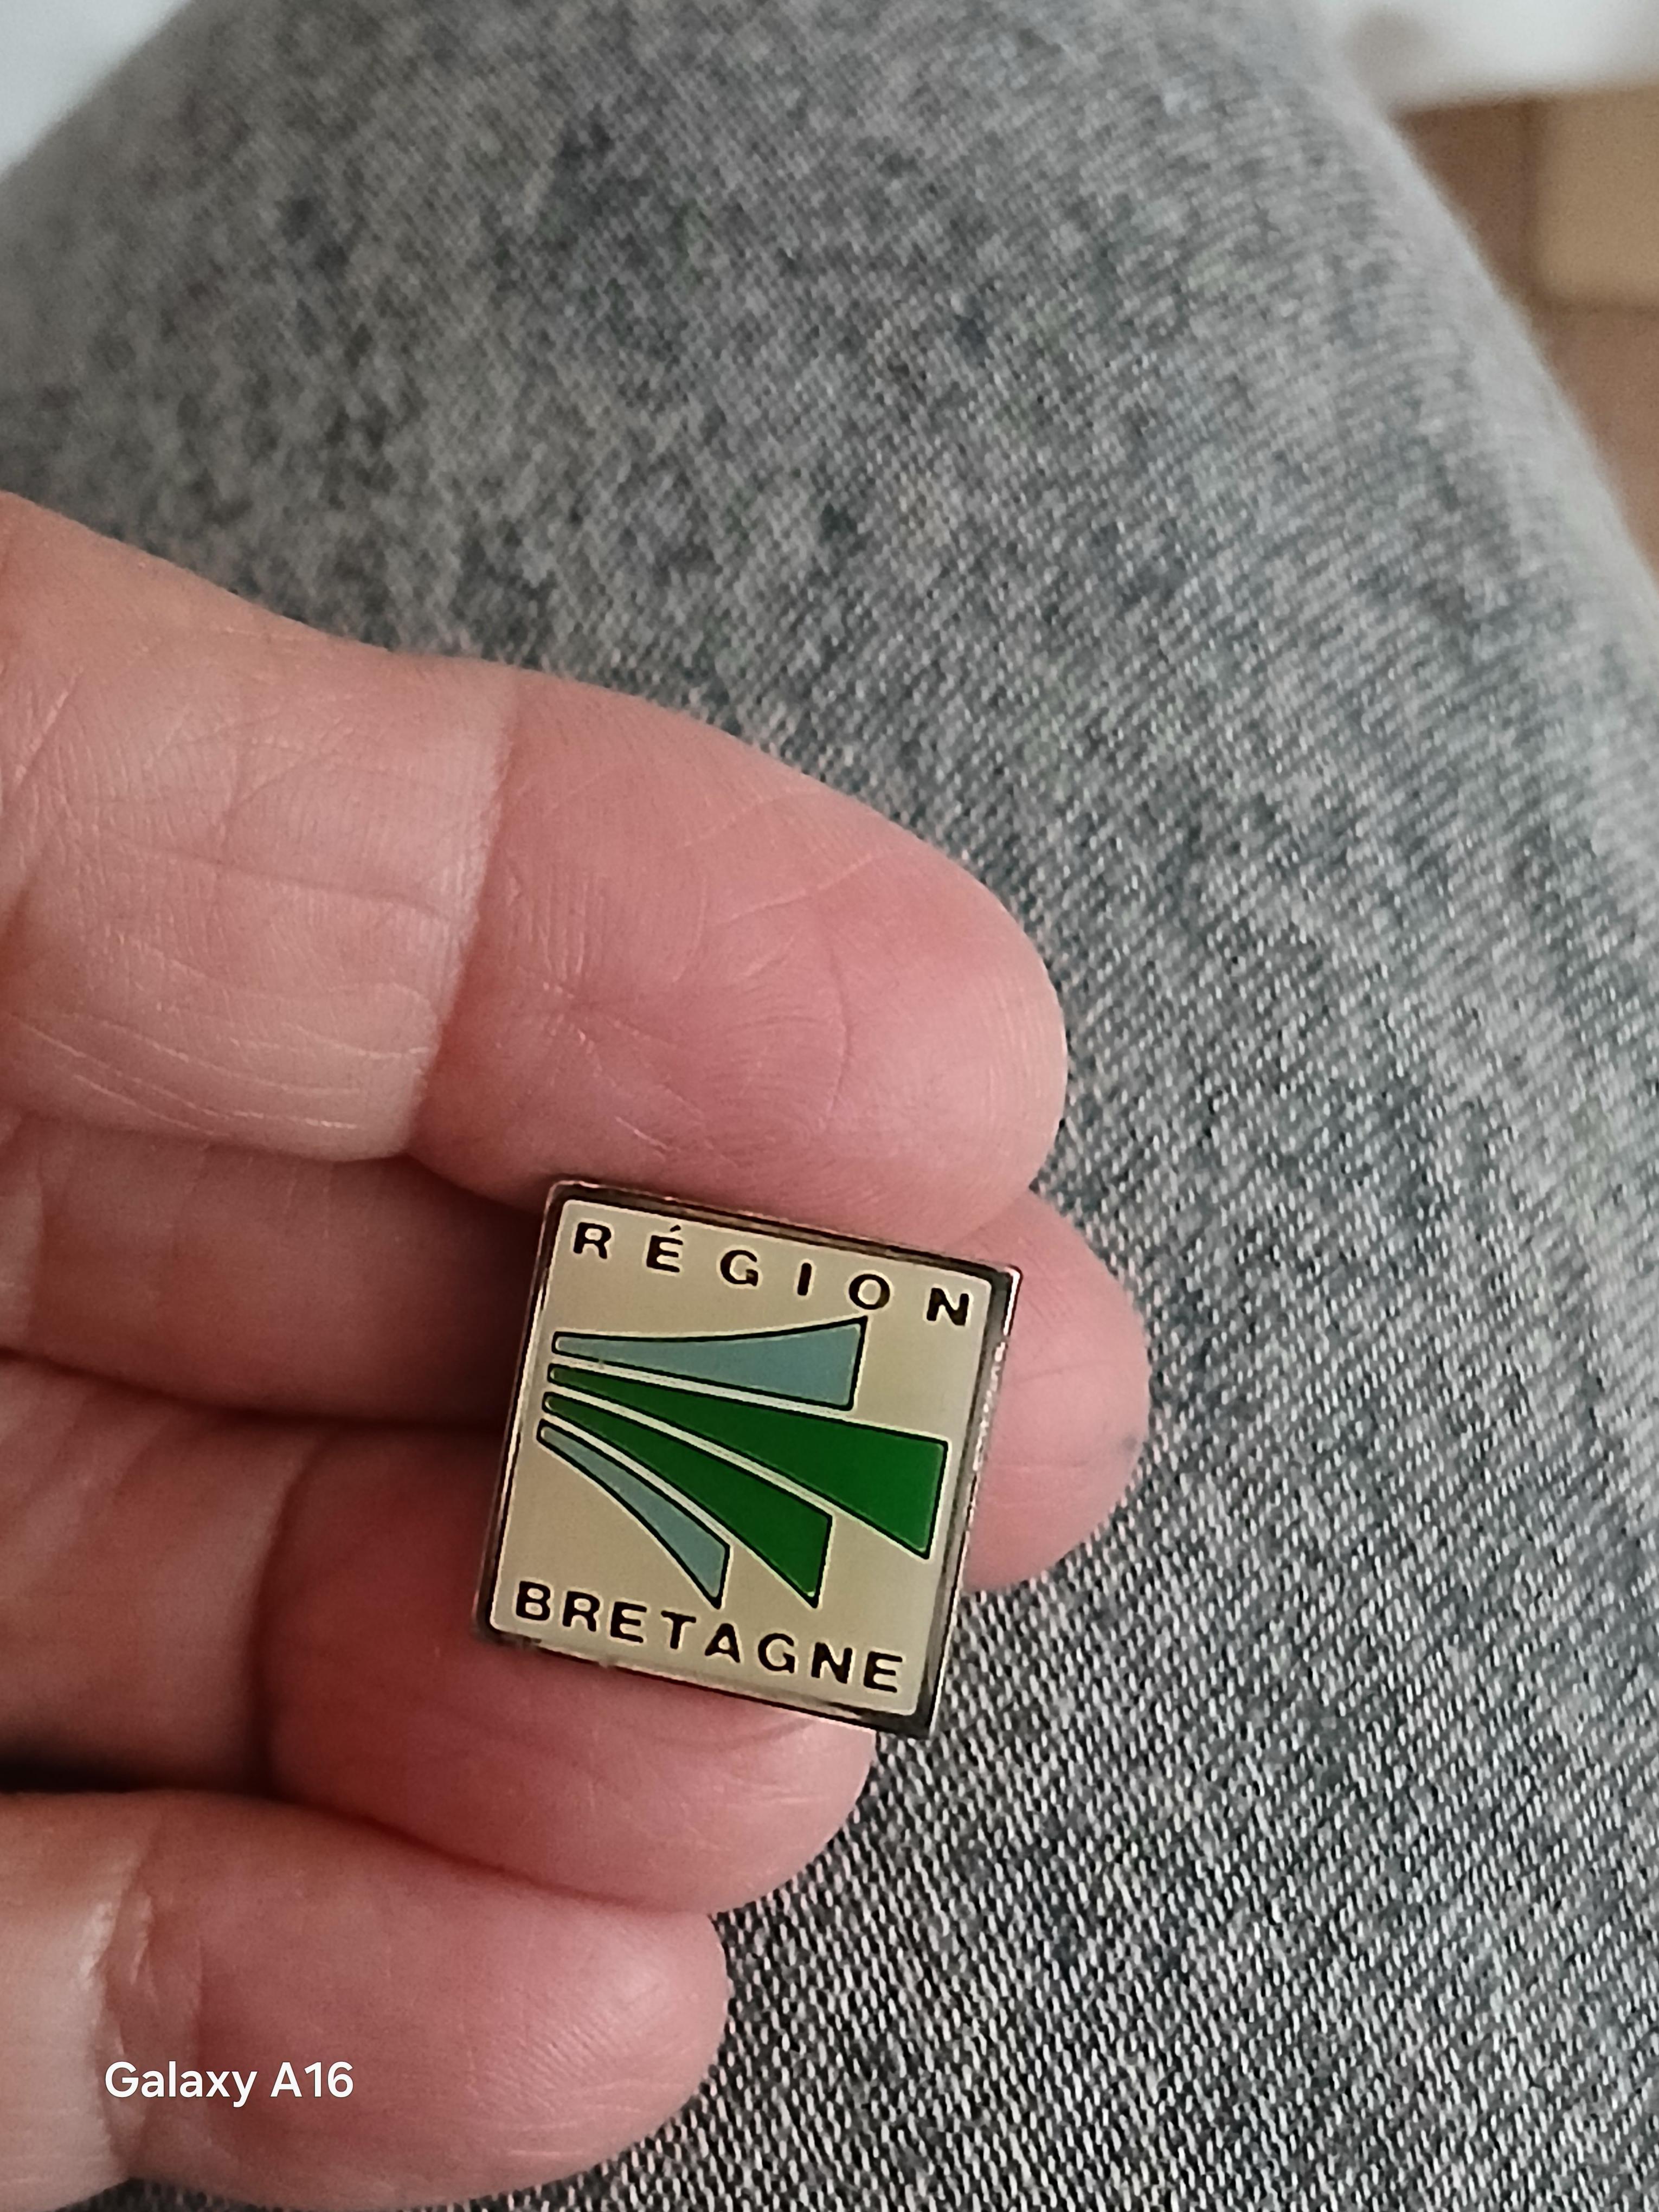 RÉGION
BRETAGNE
Galaxy A16